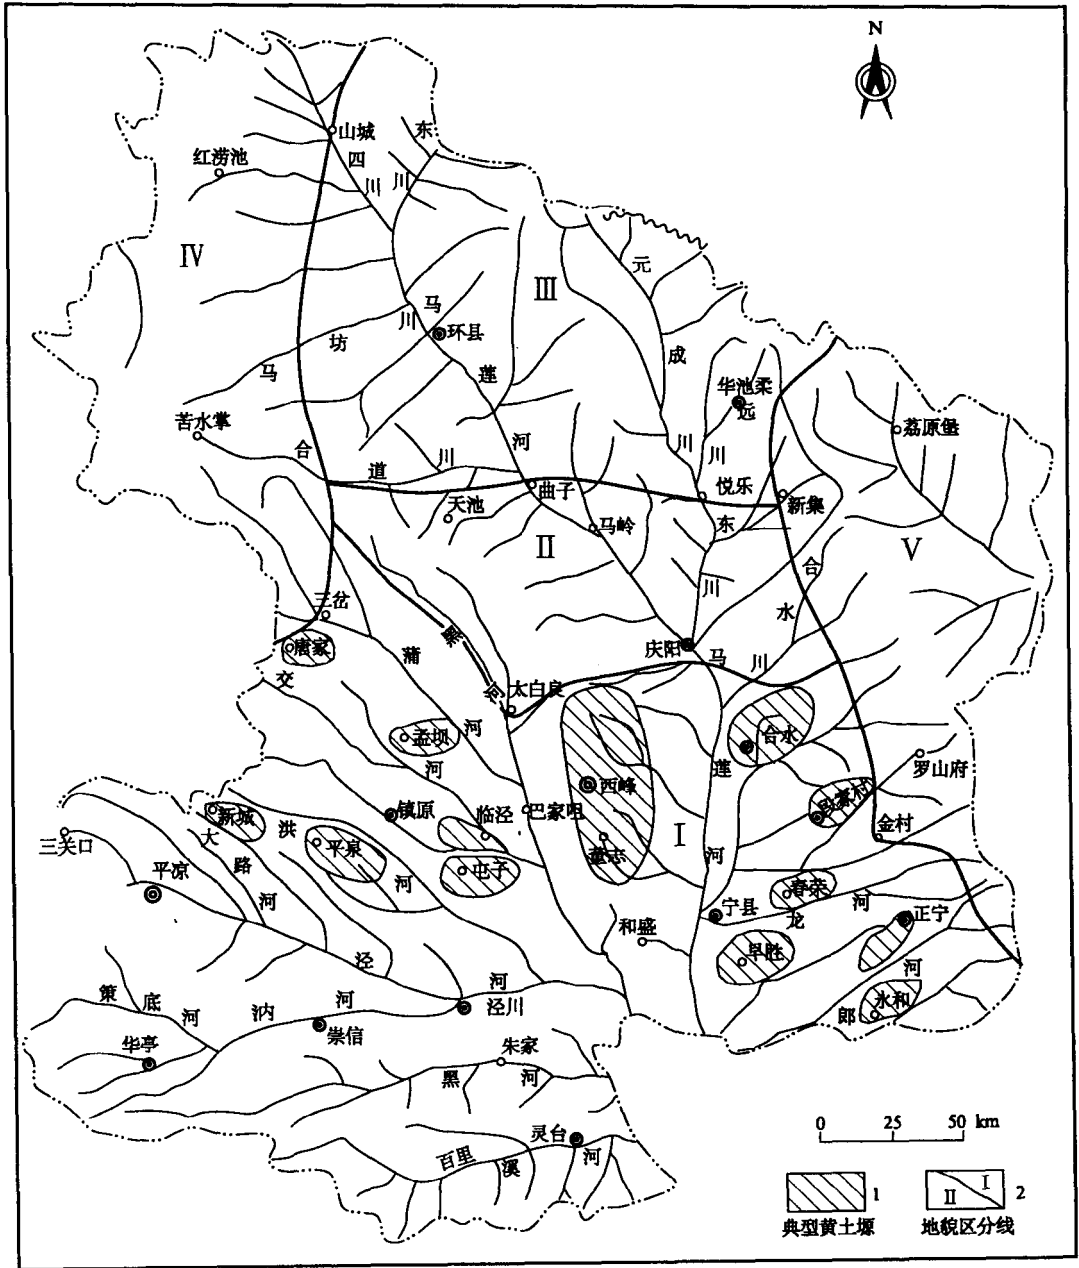 N
山城
东
四
川
川
红涝池
Ⅳ
元
Ⅲ
马
川
环县
坊
马
莲
成
华池柔
远
苦水掌
荔原堡
合
道
川
河
川
川
曲子
悦乐
新集
天池
马岭
东
Ⅱ
Ⅴ
合
川
水
三岔
唐家
黑
蒲
庆阳
马
川
交
河
太白良
孟坝
河
河
合水
莲
罗山府
西峰
新城
镇原
临泾
巴家咀
洪
大
平泉
董志
Ⅰ
金村
三关口
平凉
路
河
屯子
河
春荣
河
河
宁县
龙
正宁
和盛
早胜
泾
河
河
永和
郎
策
底
河
汭
河
泾川
崇信
华亭
朱家
黑
河
灵台
百里
溪
河
0 25 50 km
1
Ⅰ
Ⅱ
2
典型黄土塬
地貌区分线